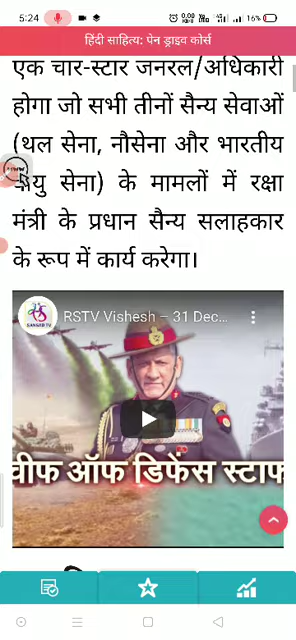 5:24
16%
हिंदी साहित्य: पेन ड्राइव कोर्स
एक चार-स्टार जनरल/अधिकारी
होगा जो सभी तीनों सैन्य सेवाओं
(थल सेना, नौसेना और भारतीय
वायु सेना) के मामलों में रक्षा
मंत्री के प्रधान सैन्य सलाहकार
के रूप में कार्य करेगा।
SANSAD TV
RSTV Vishesh – 31 Dec...
चीफ ऑफ डिफेंस स्टाफ